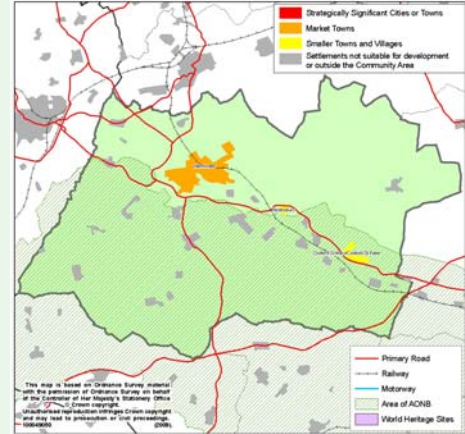 Strategically Significant Cities or Towns
Market Towns
Smaller Towns and Villages
Settlements not suitable for development
or outside the Community Area
This map is based on Ordnance Survey material
with the permission of Ordnance Survey on behalf
of the Controller of Her Majesty's Stationery Office
© Crown copyright.
Unauthorised reproduction infringes Crown copyright
and may lead to prosecution or civil proceedings.
100049050 (2009).
Primary Road
Railway
Motorway
Area of AONB
World Heritage Sites